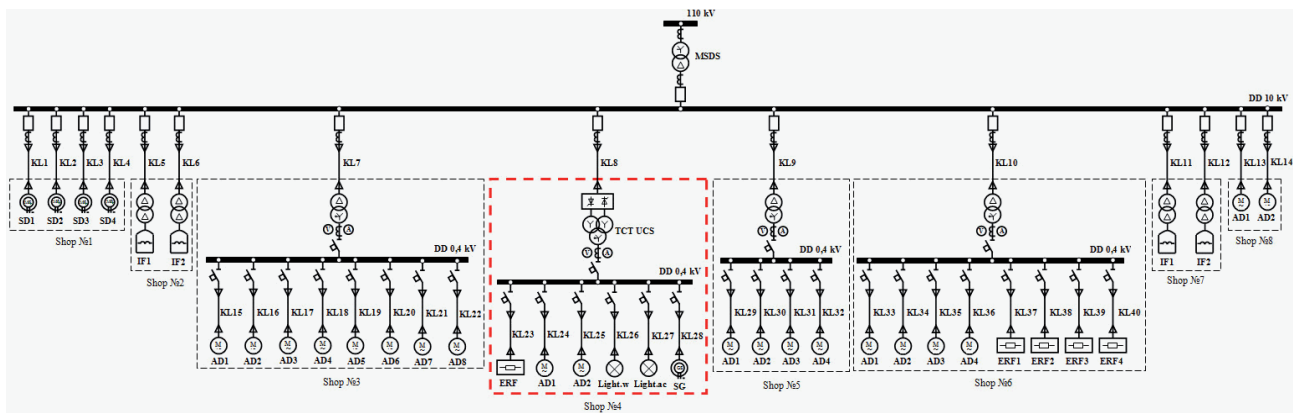 110 kV
MSDS
DD 10 kV
KL1 KL2 KL3 KL4 KL5 KL6 KL7 KL8 KL9 KL10 KL11 KL12 KL13 KL14
SD1 SD2 SD3 SD4
Shop №1
IF1 IF2
Shop №2
V A
DD 0,4 kV
KL15 KL16 KL17 KL18 KL19 KL20 KL21 KL22
M M M M M M M M
AD1 AD2 AD3 AD4 AD5 AD6 AD7 AD8
Shop №3
TCT UCS
V A
DD 0,4 kV
KL23 KL24 KL25 KL26 KL27 KL28
M M
ERF AD1 AD2 Light.w Light.ac SG
Shop №4
V A
DD 0,4 kV
KL29 KL30 KL31 KL32
M M M M
AD1 AD2 AD3 AD4
Shop №5
V A
DD 0,4 kV
KL33 KL34 KL35 KL36 KL37 KL38 KL39 KL40
M M M M
AD1 AD2 AD3 AD4 ERF1 ERF2 ERF3 ERF4
Shop №6
IF1 IF2
Shop №7
M M
AD1 AD2
Shop №8